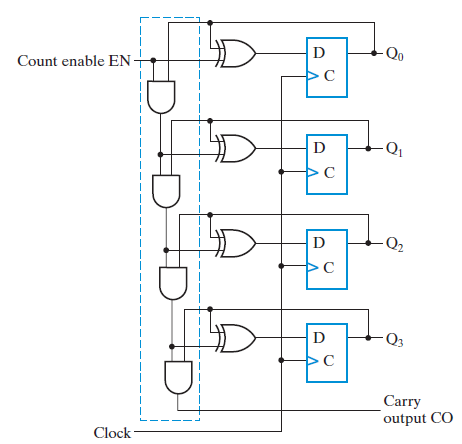 Count enable EN
D
C
Q0
D
C
Q1
D
C
Q2
D
C
Q3
Carry
output CO
Clock